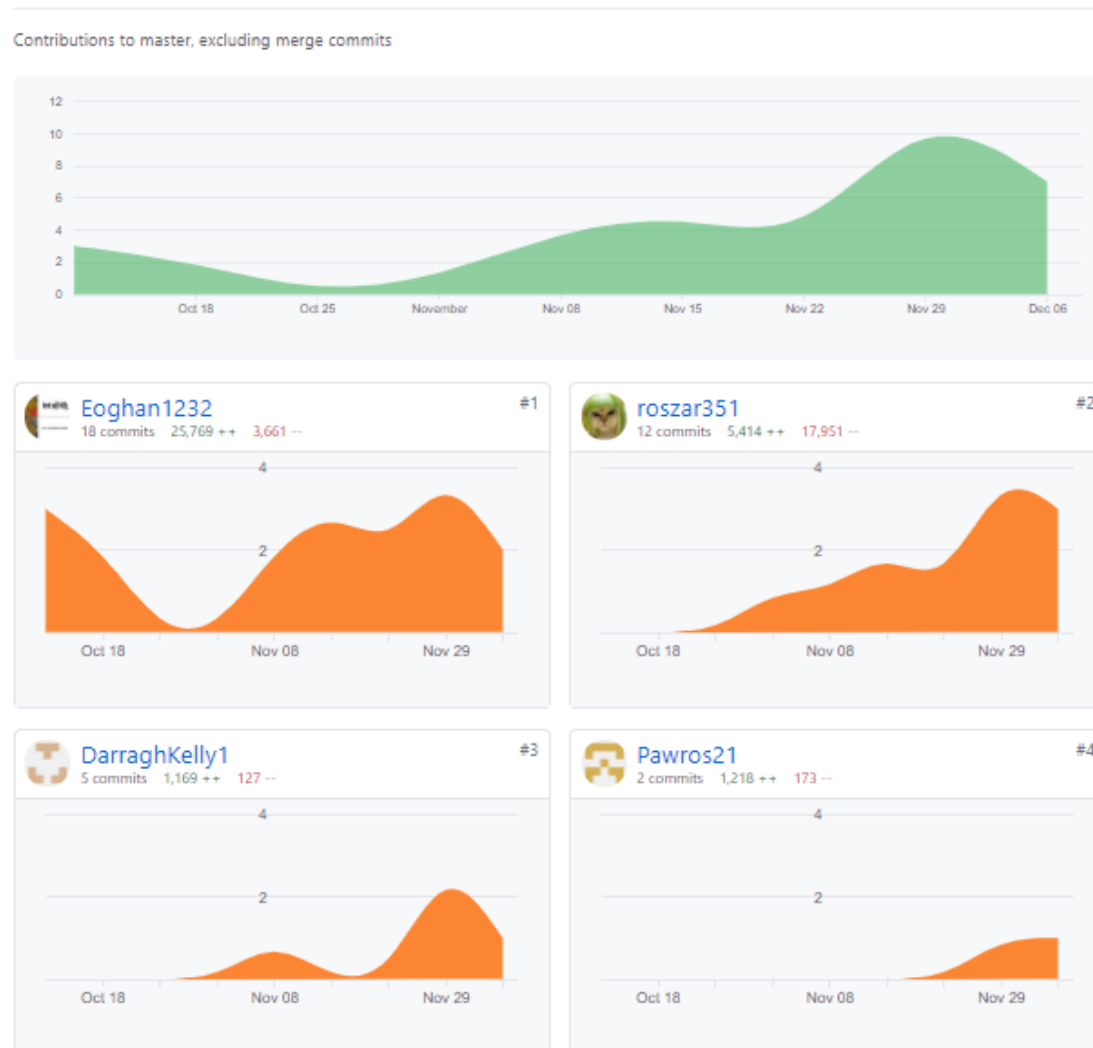 Contributions to master, excluding merge commits
12
10
8
6
4
2
0
Oct 18 Oct 25 November Nov 08 Nov 15 Nov 22 Nov 29 Dec 06
Eoghan1232 #1
18 commits 25,769 ++ 3,661 --
4
2
Oct 18 Nov 08 Nov 29
roszar351 #2
12 commits 5,414 ++ 17,951 --
4
2
Oct 18 Nov 08 Nov 29
DarraghKelly1 #3
5 commits 1,169 ++ 127 --
4
2
Oct 18 Nov 08 Nov 29
Pawros21 #4
2 commits 1,218 ++ 173 --
4
2
Oct 18 Nov 08 Nov 29